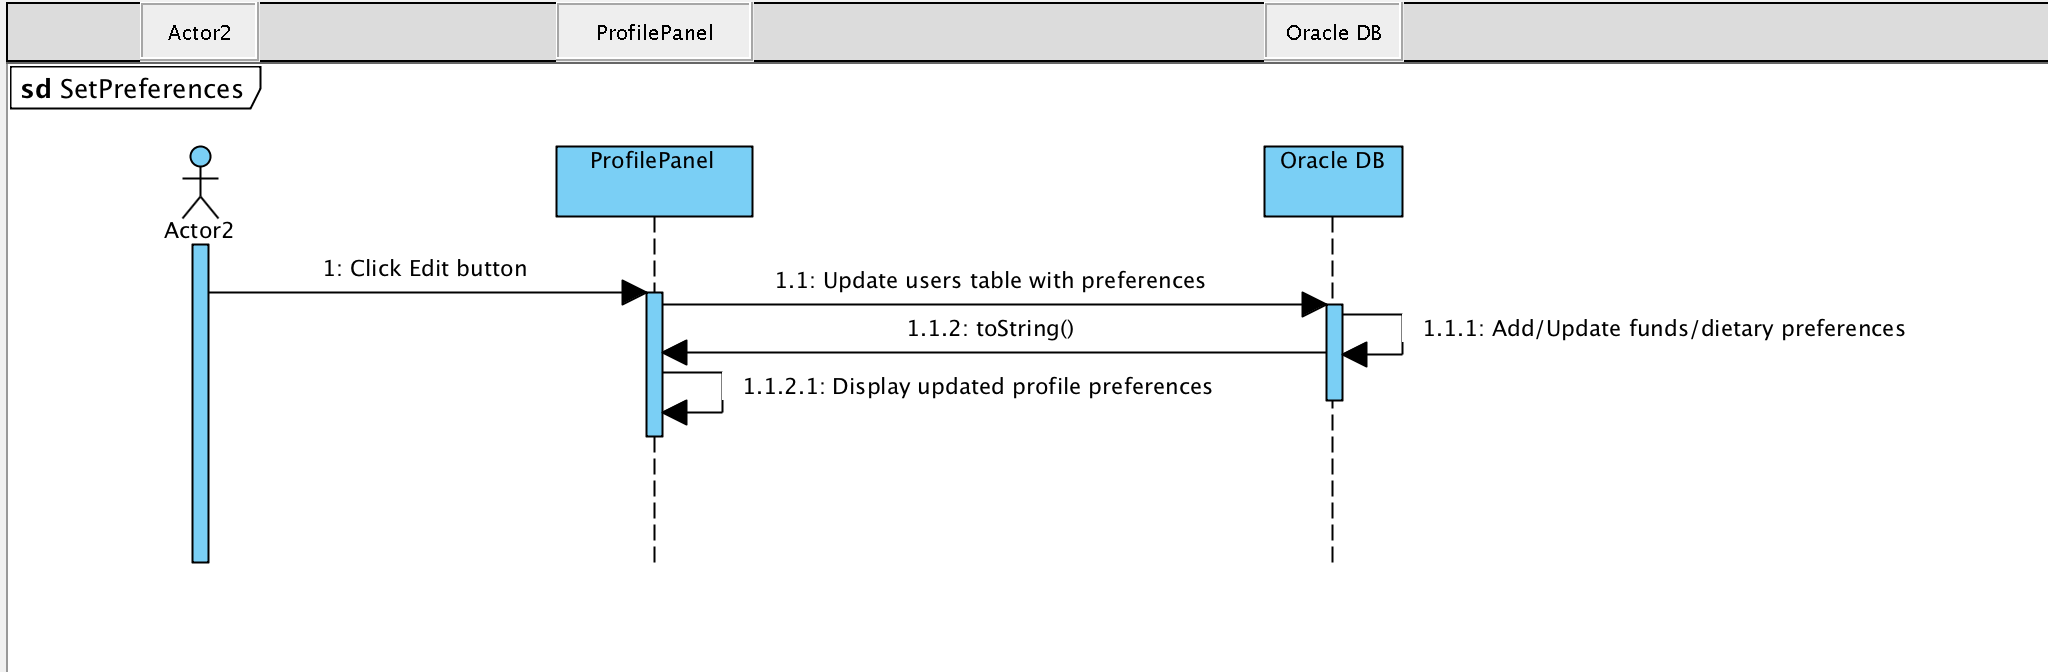 Actor2
ProfilePanel
Oracle DB
sd SetPreferences
ProfilePanel
Oracle DB
Actor2
1: Click Edit button
1.1: Update users table with preferences
1.1.2: toString()
1.1.1: Add/Update funds/dietary preferences
1.1.2.1: Display updated profile preferences